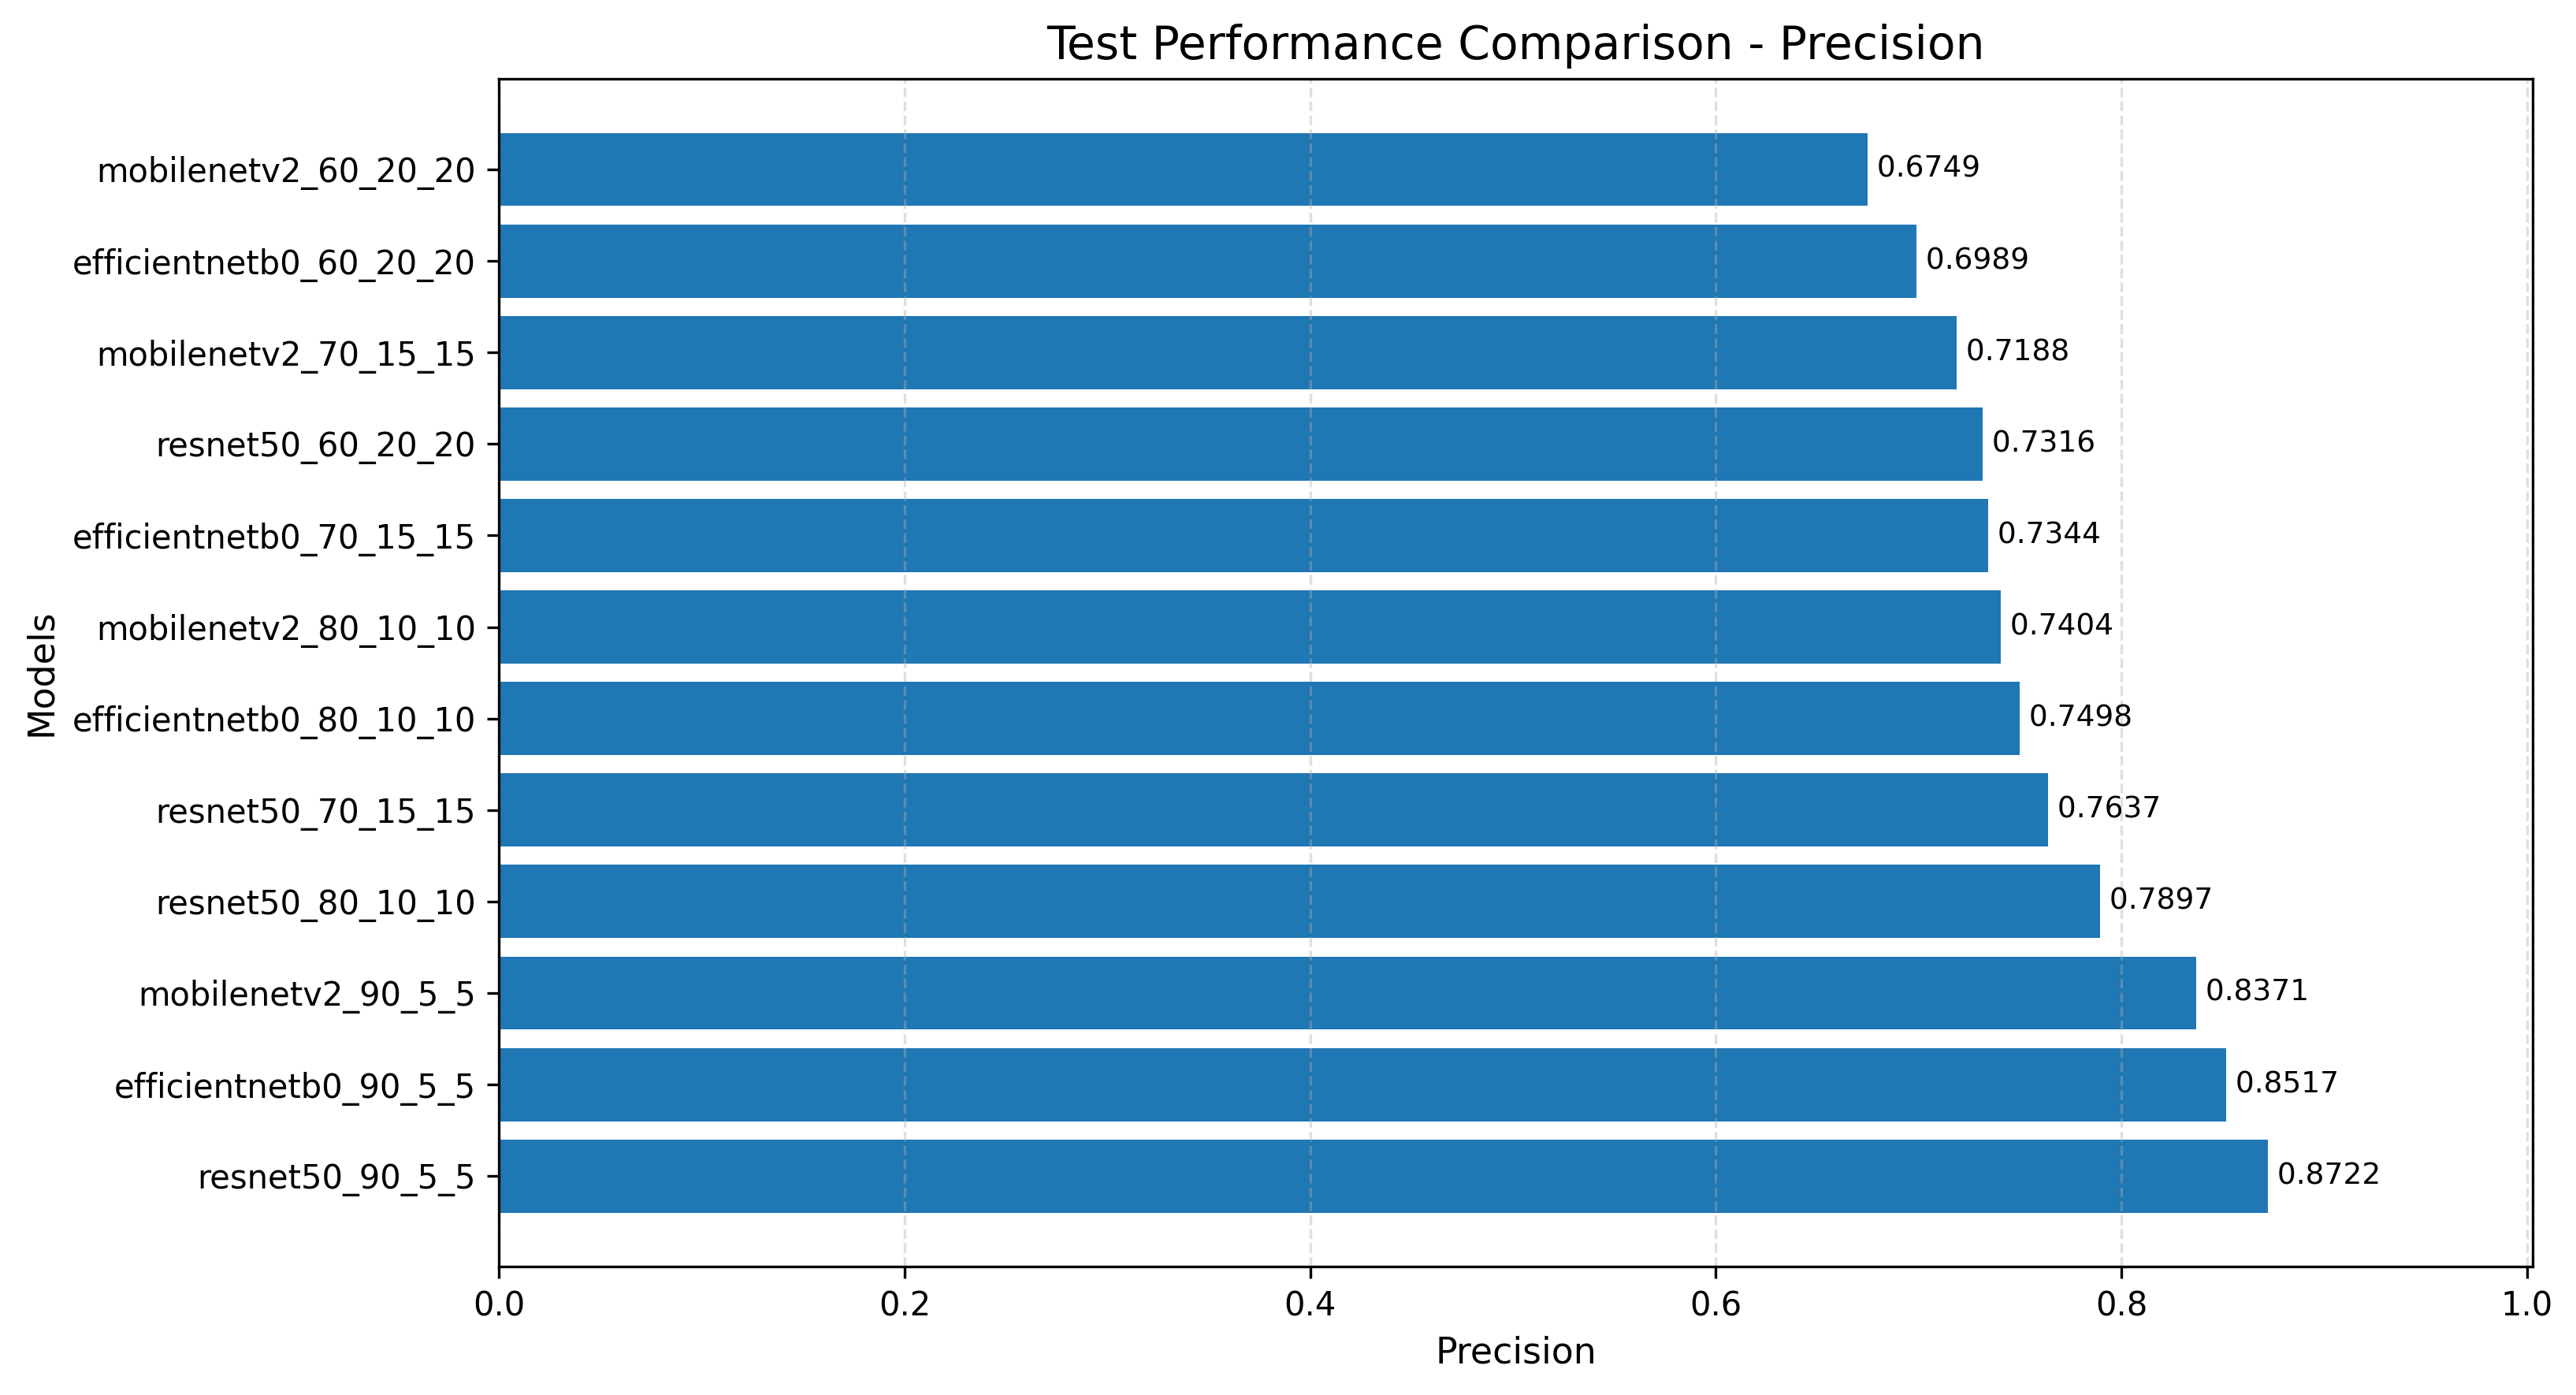 Test Performance Comparison - Precision
Models
mobilenetv2_60_20_20 0.6749
efficientnetb0_60_20_20 0.6989
mobilenetv2_70_15_15 0.7188
resnet50_60_20_20 0.7316
efficientnetb0_70_15_15 0.7344
mobilenetv2_80_10_10 0.7404
efficientnetb0_80_10_10 0.7498
resnet50_70_15_15 0.7637
resnet50_80_10_10 0.7897
mobilenetv2_90_5_5 0.8371
efficientnetb0_90_5_5 0.8517
resnet50_90_5_5 0.8722
0.0 0.2 0.4 0.6 0.8 1.0
Precision